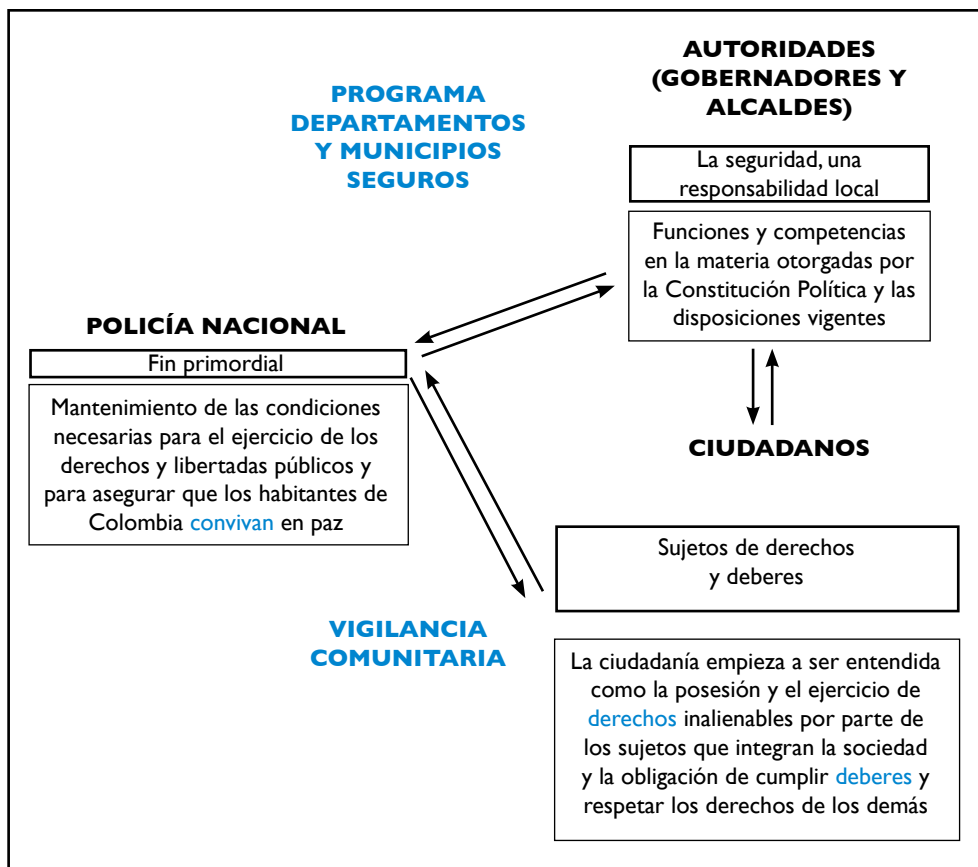 PROGRAMA
DEPARTAMENTOS
Y MUNICIPIOS
SEGUROS
AUTORIDADES
(GOBERNADORES Y
ALCALDES)
La seguridad, una
responsabilidad local
Funciones y competencias
en la materia otorgadas por
la Constitución Política y las
disposiciones vigentes
POLICÍA NACIONAL
Fin primordial
Mantenimiento de las condiciones
necesarias para el ejercicio de los
derechos y libertadas públicos y
para asegurar que los habitantes de
Colombia convivan en paz
CIUDADANOS
Sujetos de derechos
y deberes
VIGILANCIA
COMUNITARIA
La ciudadanía empieza a ser entendida
como la posesión y el ejercicio de
derechos inalienables por parte de
los sujetos que integran la sociedad
y la obligación de cumplir deberes y
respetar los derechos de los demás